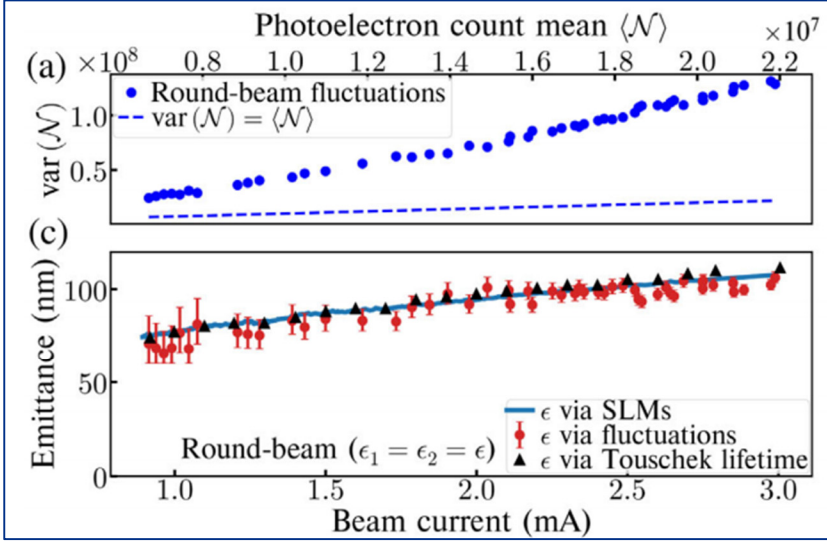 Photoelectron count mean ⟨𝒩⟩
×10⁷
(a) ×10⁸ 0.8 1.0 1.2 1.4 1.6 1.8 2.0 2.2
Round-beam fluctuations
var (𝒩) = ⟨𝒩⟩
1.0
0.5
var (𝒩)
(c)
100
50
0
Emittance (nm)
ϵ via SLMs
ϵ via fluctuations
ϵ via Touschek lifetime
Round-beam (ϵ₁ = ϵ₂ = ϵ)
1.0 1.5 2.0 2.5 3.0
Beam current (mA)